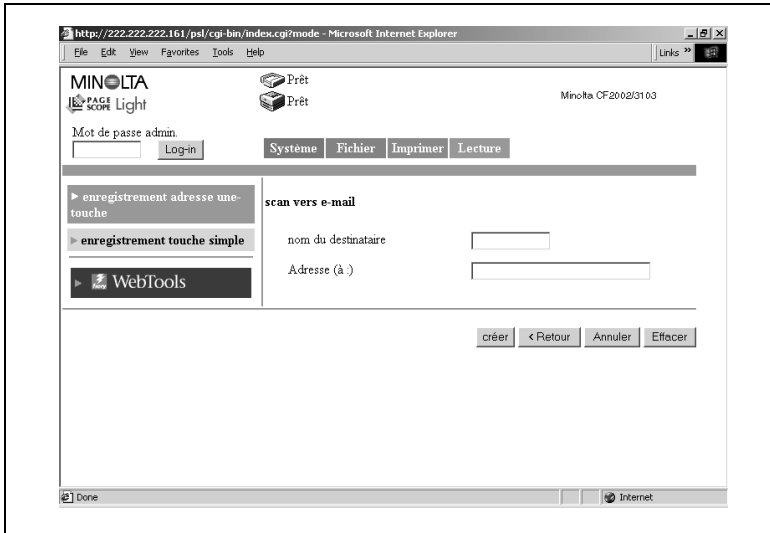 http://222.222.222.161/psl/cgi-bin/index.cgi?mode - Microsoft Internet Explorer
File Edit View Favorites Tools Help
Links »
MINOLTA
PAGE SCOPE Light
Prêt
Prêt
Minolta CF2002/3103
Mot de passe admin.
Log-in
Système Fichier Imprimer Lecture
enregistrement adresse une-
touche
enregistrement touche simple
fiery WebTools
scan vers e-mail
nom du destinataire
Adresse (à :)
créer < Retour Annuler Effacer
Done
Internet